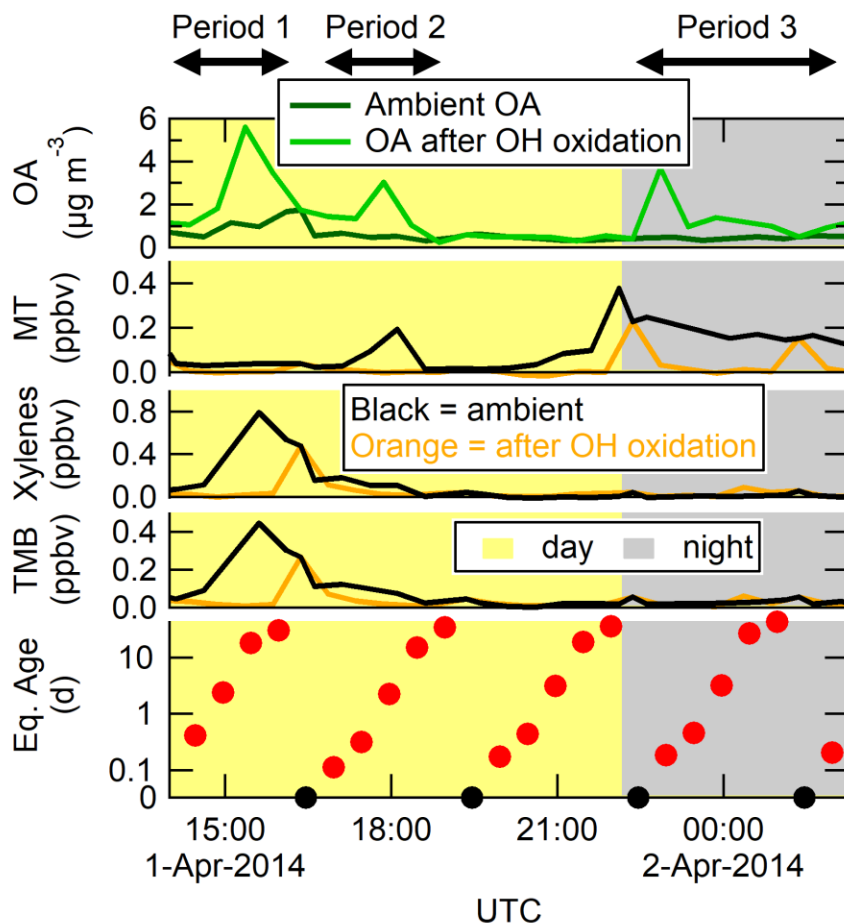 Period 1 Period 2 Period 3
Ambient OA
OA after OH oxidation
OA
(µg m⁻³)
6
4
2
0
MT
(ppbv)
0.4
0.2
0.0
Xylenes
(ppbv)
0.8
0.4
0.0
Black = ambient
Orange = after OH oxidation
TMB
(ppbv)
0.4
0.2
0.0
day night
Eq. Age
(d)
10
1
0.1
0
15:00 18:00 21:00 00:00
1-Apr-2014 2-Apr-2014
UTC